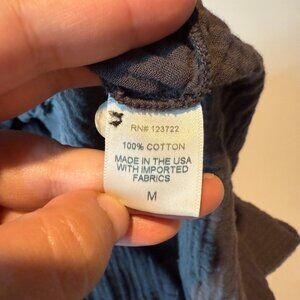 RN# 123722
100% COTTON
MADE IN THE USA
WITH IMPORTED
FABRICS
M